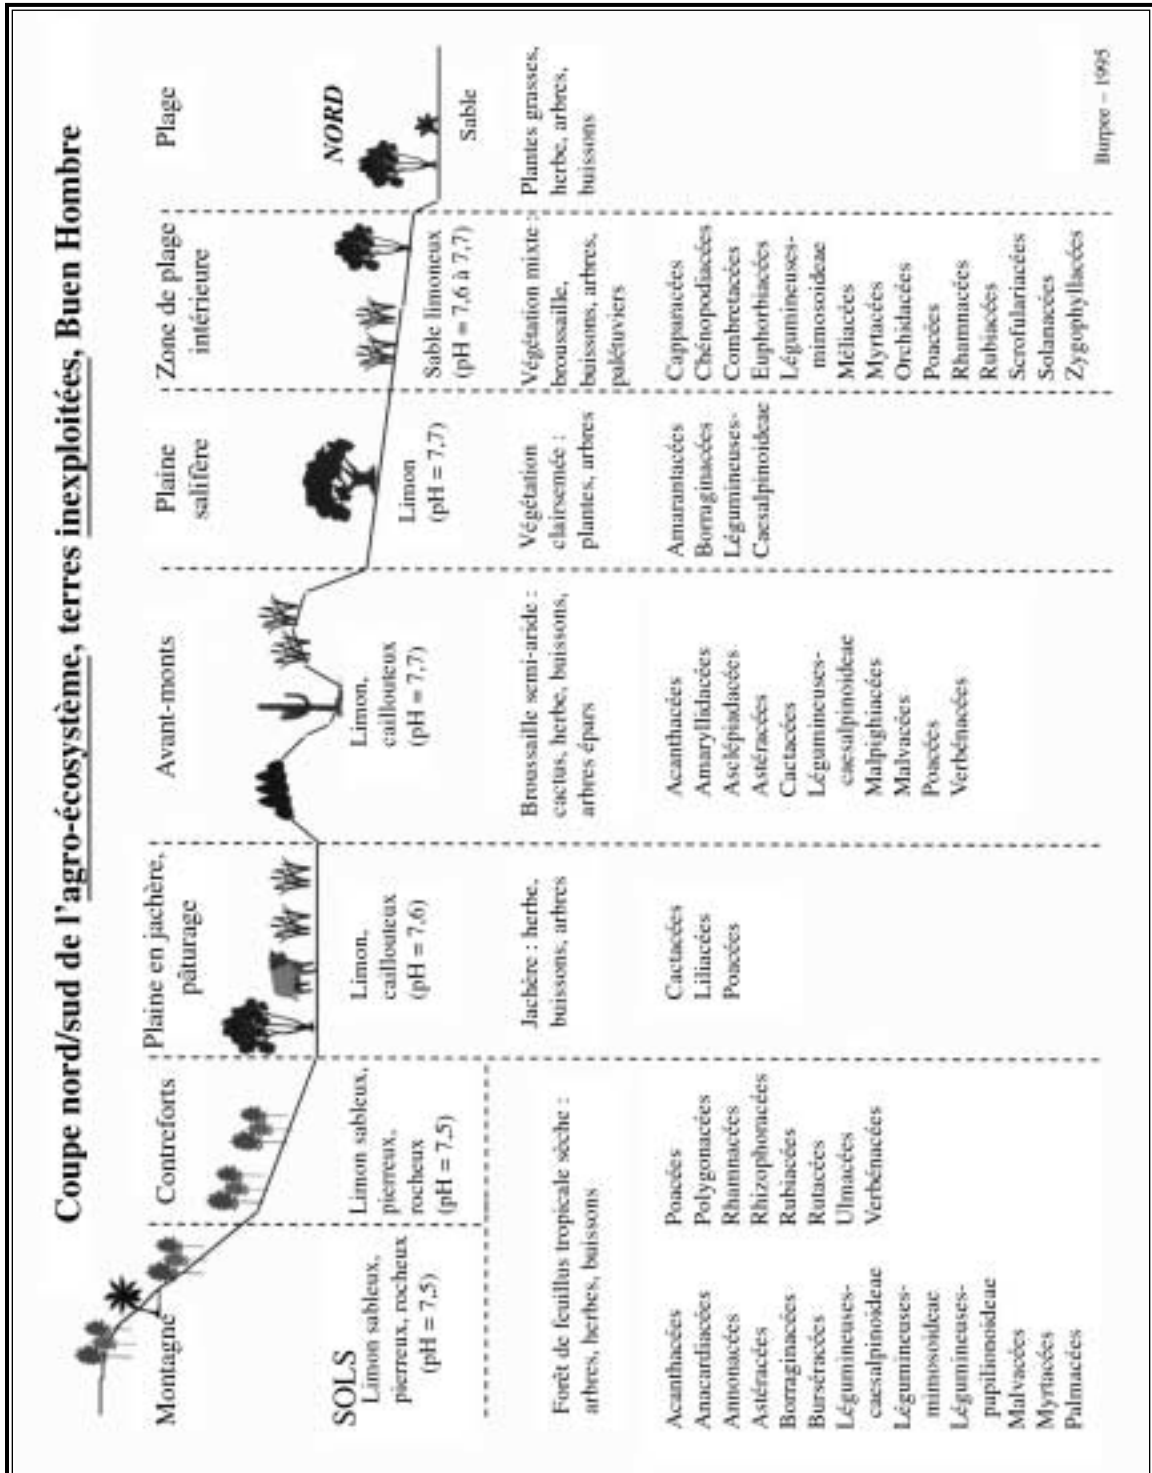 Coupe nord/sud de l'agro-écosystème, terres inexploitées, Buen Hombre
Montagne
Contreforts
Plaine en jachère,
pâturage
Avant-monts
Plaine
salifère
Zone de plage
intérieure
Plage
NORD
SOLS
Limon sableux,
pierreux, rocheux
(pH = 7,5)
Limon sableux,
pierreux,
rocheux
(pH = 7,5)
Limon,
caillouteux
(pH = 7,6)
Limon,
caillouteux
(pH = 7,7)
Limon
(pH = 7,7)
Sable limoneux
(pH = 7,6 à 7,7)
Sable
Forêt de feuillus tropicale sèche :
arbres, herbes, buissons
Jachère : herbe,
buissons, arbres
Broussaille semi-aride :
cactus, herbe, buissons,
arbres épars
Végétation
clairsemée :
plantes, arbres
Végétation mixte :
broussaille,
buissons, arbres,
palétuviers
Plantes grasses,
herbe, arbres,
buissons
Acanthacées
Anacardiacées
Annonacées
Astéracées
Borraginacées
Burséracées
Légumineuses-
caesalpinoideae
Légumineuses-
mimosoideae
Légumineuses-
papilionoideae
Malvacées
Myrtacées
Palmacées
Poacées
Polygonacées
Rhamnacées
Rhizophoracées
Rubiacées
Rutacées
Ulmacées
Verbénacées
Cactacées
Liliacées
Poacées
Acanthacées
Amaryllidacées
Asclépiadacées
Astéracées
Cactacées
Légumineuses-
caesalpinoideae
Malpighiacées
Malvacées
Poacées
Verbénacées
Amarantacées
Borraginacées
Légumineuses-
Caesalpinoideae
Capparacées
Chénopodiacées
Combretacées
Euphorbiacées
Légumineuses-
mimosoideae
Méliacées
Myrtacées
Orchidacées
Poacées
Rhamnacées
Rubiacées
Scrofulariacées
Solanacées
Zygophyllacées
Burpee – 1995